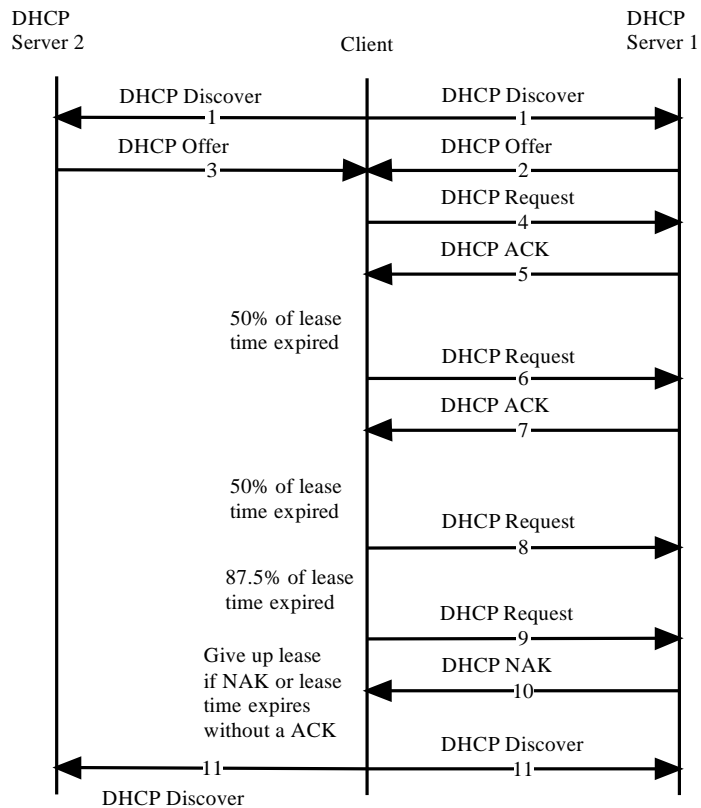 DHCP
Server 2
Client
DHCP
Server 1
DHCP Discover
1
DHCP Discover
1
DHCP Offer
3
DHCP Offer
2
DHCP Request
4
DHCP ACK
5
50% of lease
time expired
DHCP Request
6
DHCP ACK
7
50% of lease
time expired
DHCP Request
8
87.5% of lease
time expired
DHCP Request
9
Give up lease
if NAK or lease
time expires
without a ACK
DHCP NAK
10
DHCP Discover
11
11
DHCP Discover